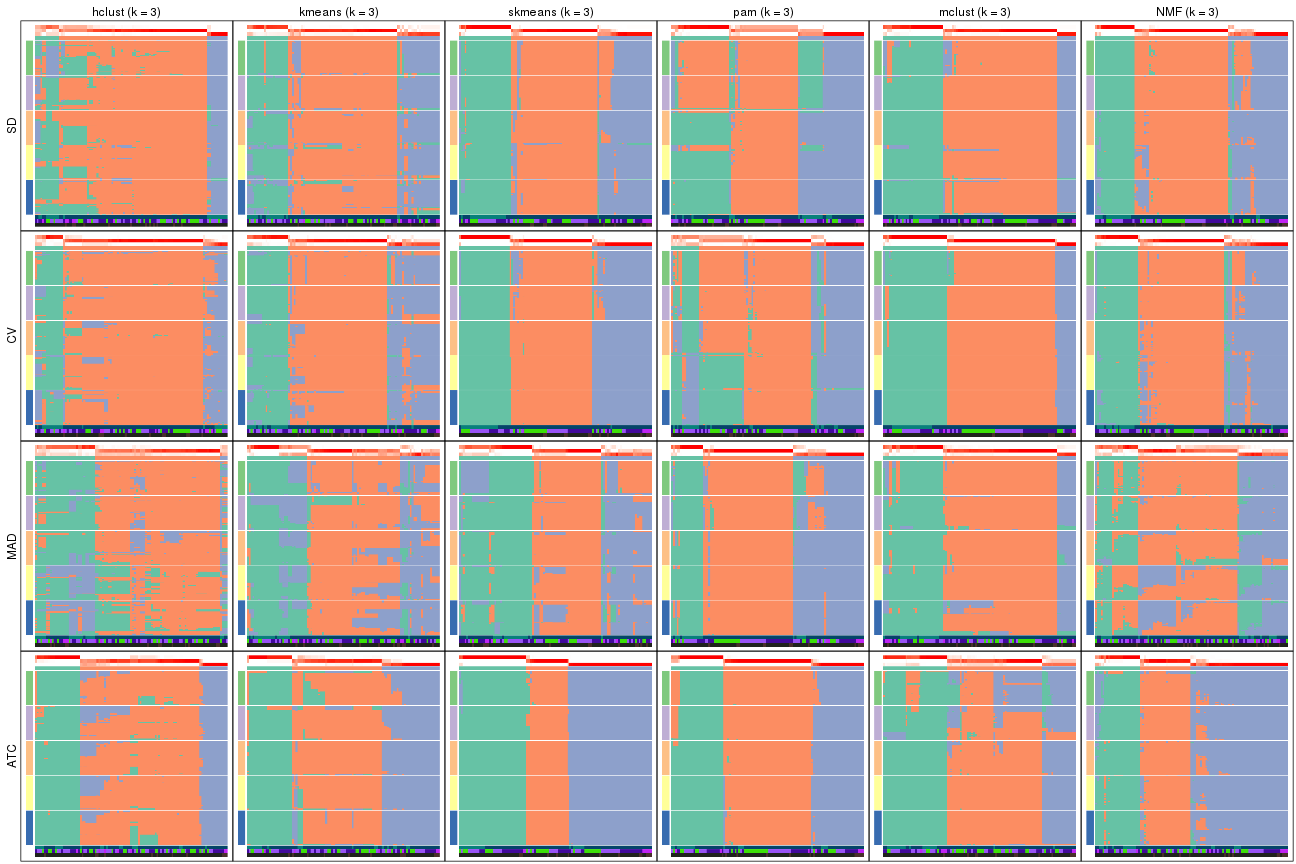 hclust (k = 3) kmeans (k = 3) skmeans (k = 3) pam (k = 3) mclust (k = 3) NMF (k = 3)
SD
CV
MAD
ATC